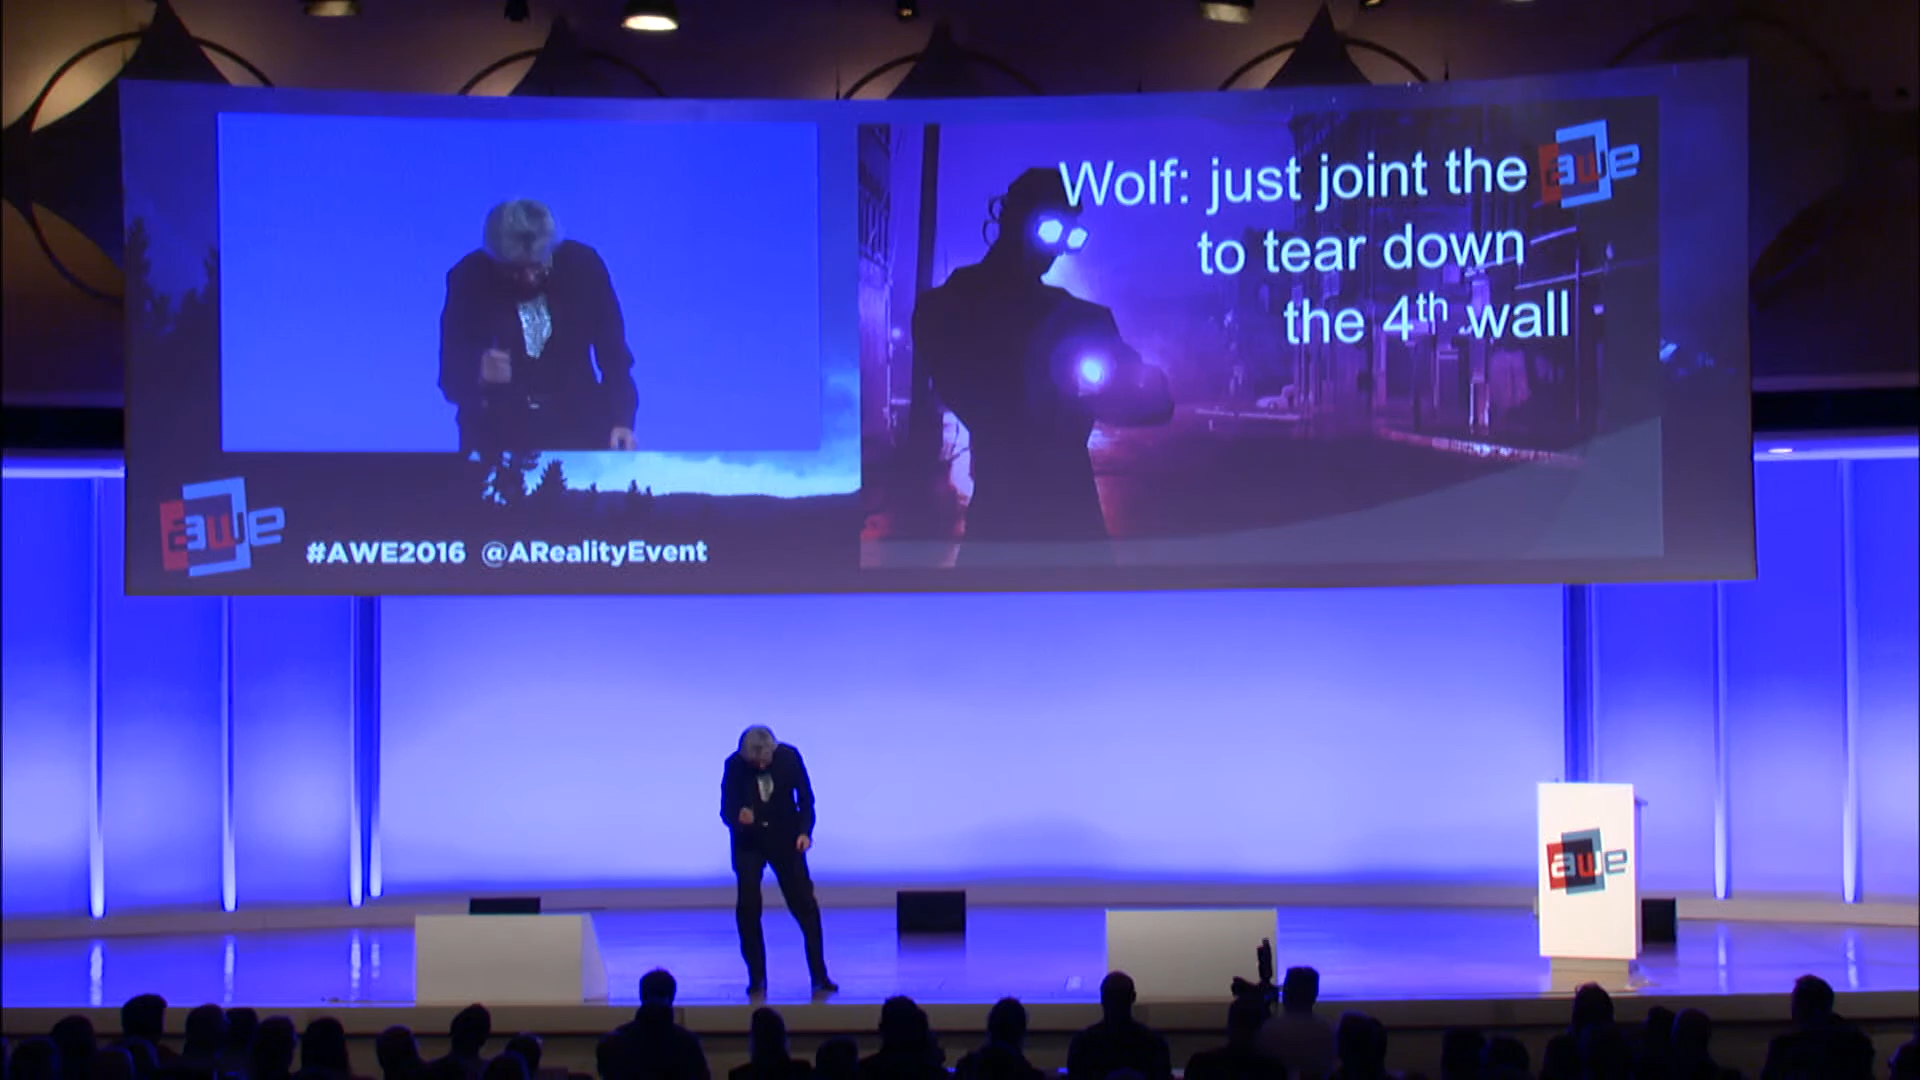 Wolf: just joint the awe
to tear down
the 4th wall
awe
#AWE2016 @ARealityEvent
awe